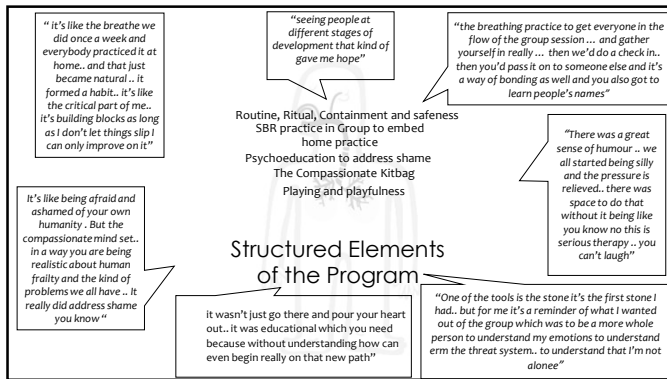 “ it's like the breathe we
did once a week and
everybody practiced it at
home.. and that just
became natural .. it
formed a habit.. it's like
the critical part of me..
it's building blocks as long
as I don't let things slip I
can only improve on it”
“seeing people at
different stages of
development that kind of
gave me hope”
“the breathing practice to get everyone in the
flow of the group session ... and gather
yourself in really ... then we'd do a check in..
then you'd pass it on to someone else and it's
a way of bonding as well and you also got to
learn people's names”
Routine, Ritual, Containment and safeness
SBR practice in Group to embed
home practice
Psychoeducation to address shame
The Compassionate Kitbag
Playing and playfulness
“There was a great
sense of humour .. we
all started being silly
and the pressure is
relieved.. there was
space to do that
without it being like
you know no this is
serious therapy .. you
can't laugh”
It's like being afraid and
ashamed of your own
humanity . But the
compassionate mind set..
in a way you are being
realistic about human
frailty and the kind of
problems we all have .. It
really did address shame
you know “
Structured Elements
of the Program
it wasn't just go there and pour your heart
out.. it was educational which you need
because without understanding how can
even begin really on that new path”
“One of the tools is the stone it's the first stone I
had.. but for me it's a reminder of what I wanted
out of the group which was to be a more whole
person to understand my emotions to understand
erm the threat system.. to understand that I'm not
alonee”